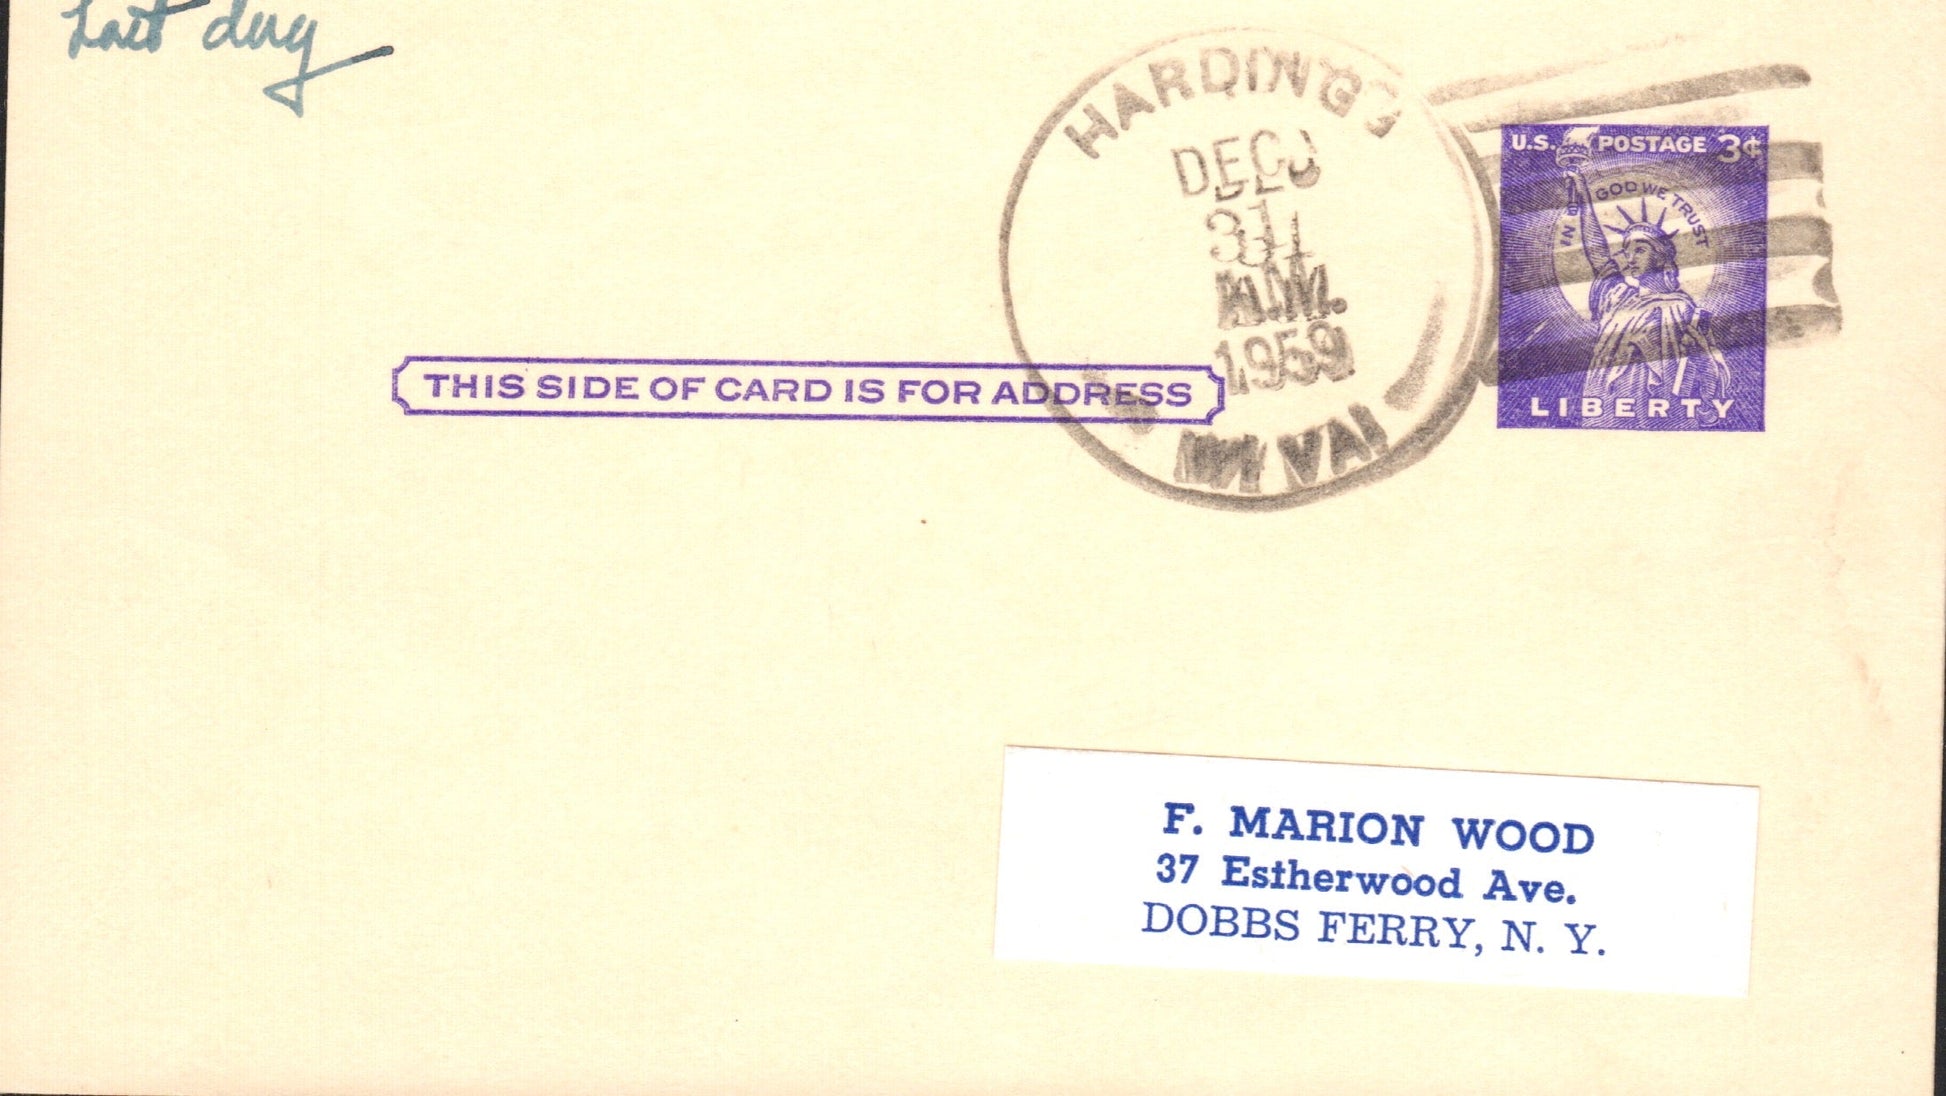 Last day
HARDING
DEC
31
A.M.
1959
W. VA.
U.S. POSTAGE 3¢
IN GOD WE TRUST
LIBERTY
THIS SIDE OF CARD IS FOR ADDRESS
F. MARION WOOD
37 Estherwood Ave.
DOBBS FERRY, N. Y.